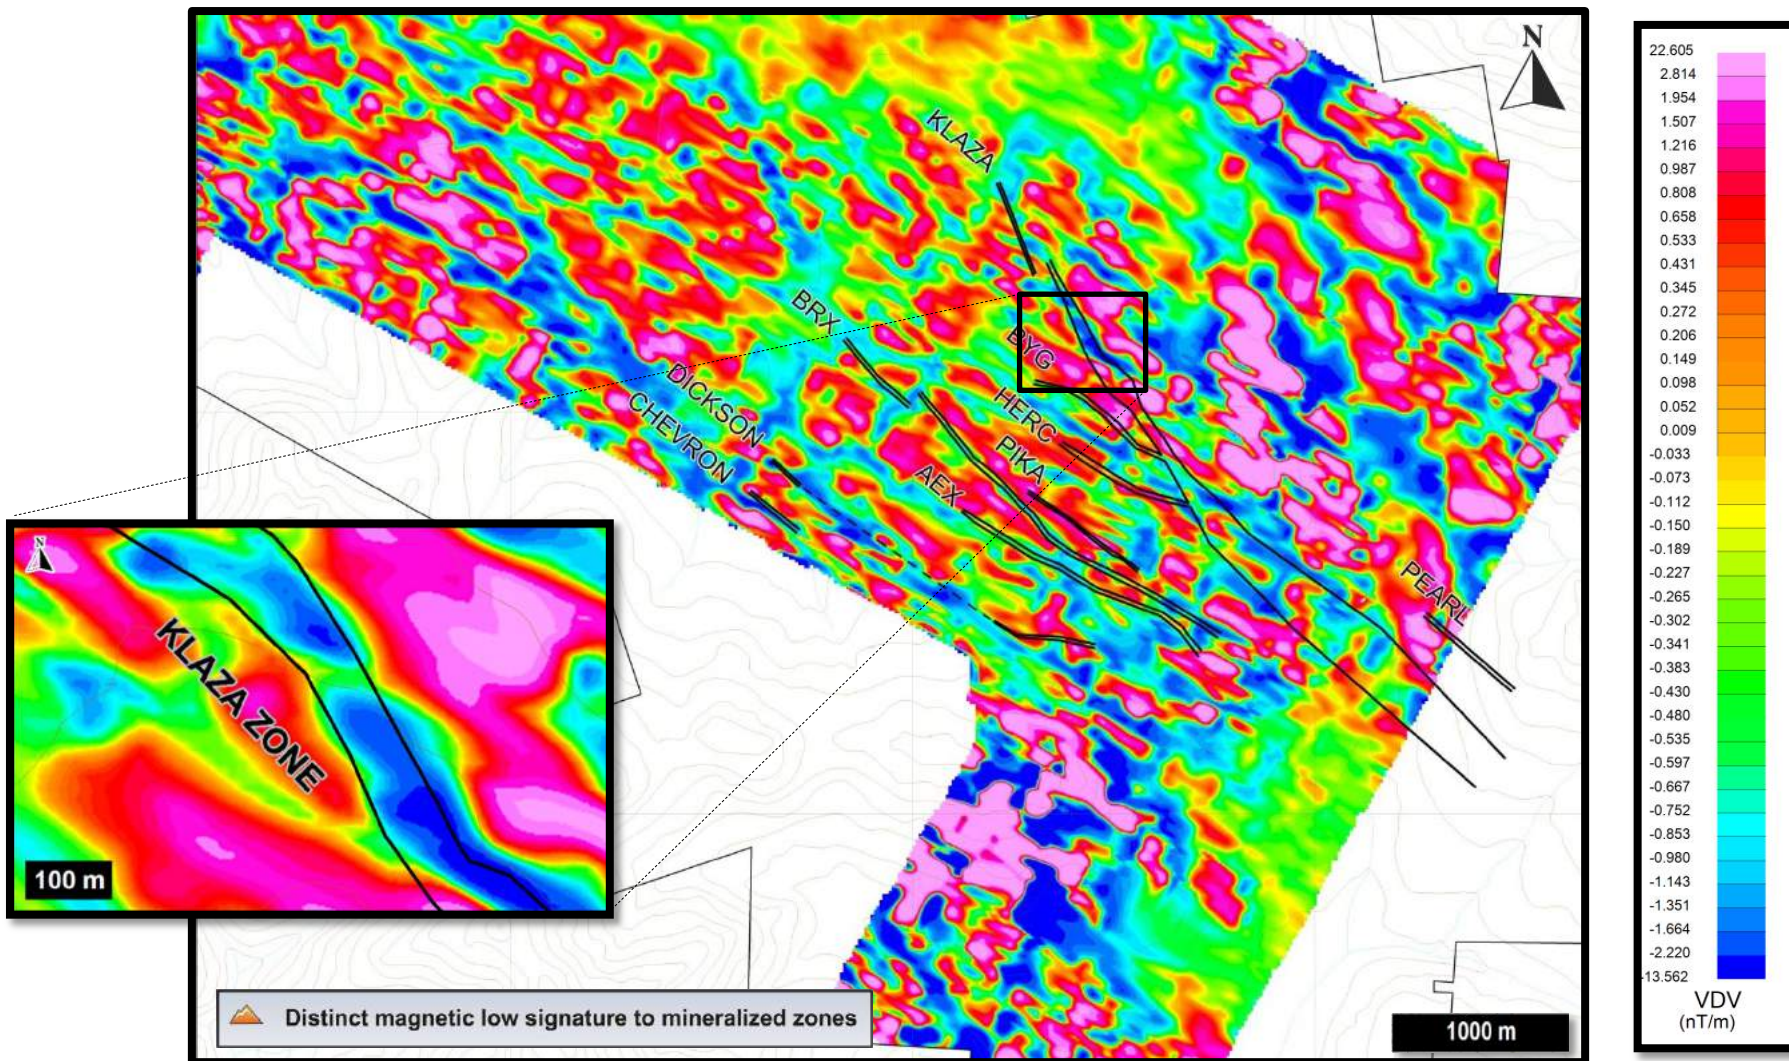 N
KLAZA
BRX
BYG
DICKSON
HERC
CHEVRON
PIKA
AEX
PEARL
N
KLAZA ZONE
100 m
Distinct magnetic low signature to mineralized zones
1000 m
22.605
2.814
1.954
1.507
1.216
0.987
0.808
0.658
0.533
0.431
0.345
0.272
0.206
0.149
0.098
0.052
0.009
-0.033
-0.073
-0.112
-0.150
-0.189
-0.227
-0.265
-0.302
-0.341
-0.383
-0.430
-0.480
-0.535
-0.597
-0.667
-0.752
-0.853
-0.980
-1.143
-1.351
-1.664
-2.220
-13.562
VDV
(nT/m)